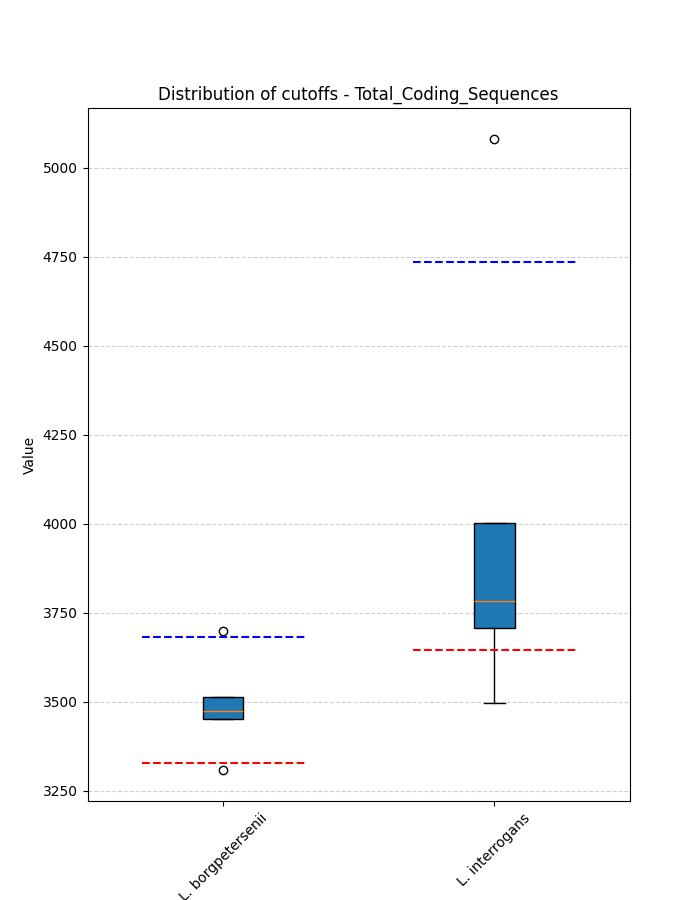 Distribution of cutoffs - Total_Coding_Sequences
5000
4750
4500
4250
4000
3750
3500
3250
Value
L. borgpetersenii
L. interrogans